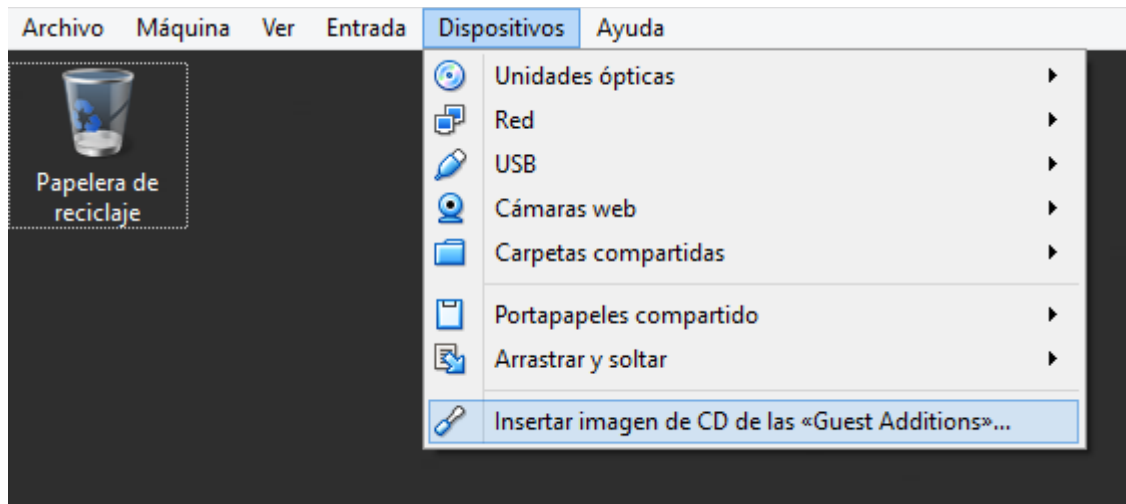 Archivo Máquina Ver Entrada Dispositivos Ayuda
Papelera de
reciclaje
Unidades ópticas
Red
USB
Cámaras web
Carpetas compartidas
Portapapeles compartido
Arrastrar y soltar
Insertar imagen de CD de las «Guest Additions»...